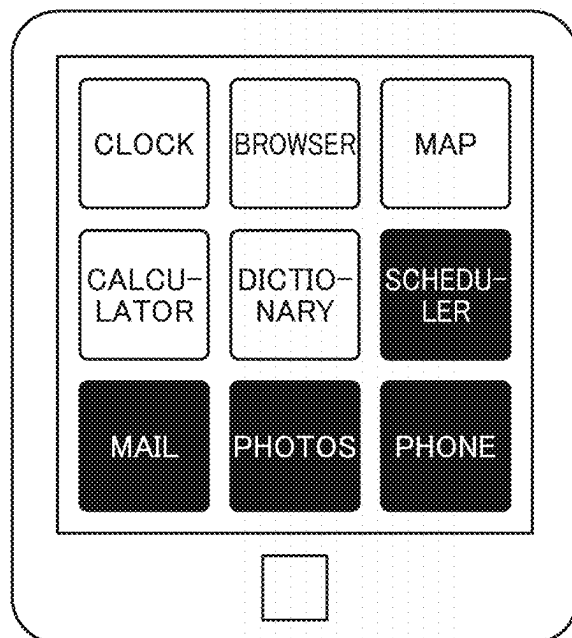 CLOCK
BROWSER
MAP
CALCU-
LATOR
DICTIO-
NARY
SCHEDU-
LER
MAIL
PHOTOS
PHONE